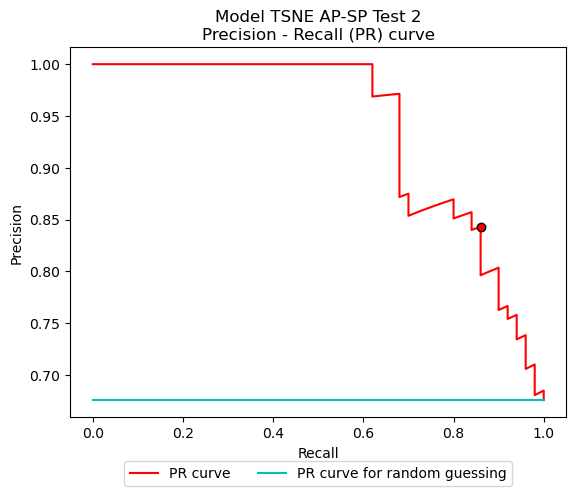 Model TSNE AP-SP Test 2
Precision - Recall (PR) curve
1.00
0.95
0.90
0.85
0.80
0.75
0.70
Precision
0.0 0.2 0.4 0.6 0.8 1.0
Recall
PR curve PR curve for random guessing